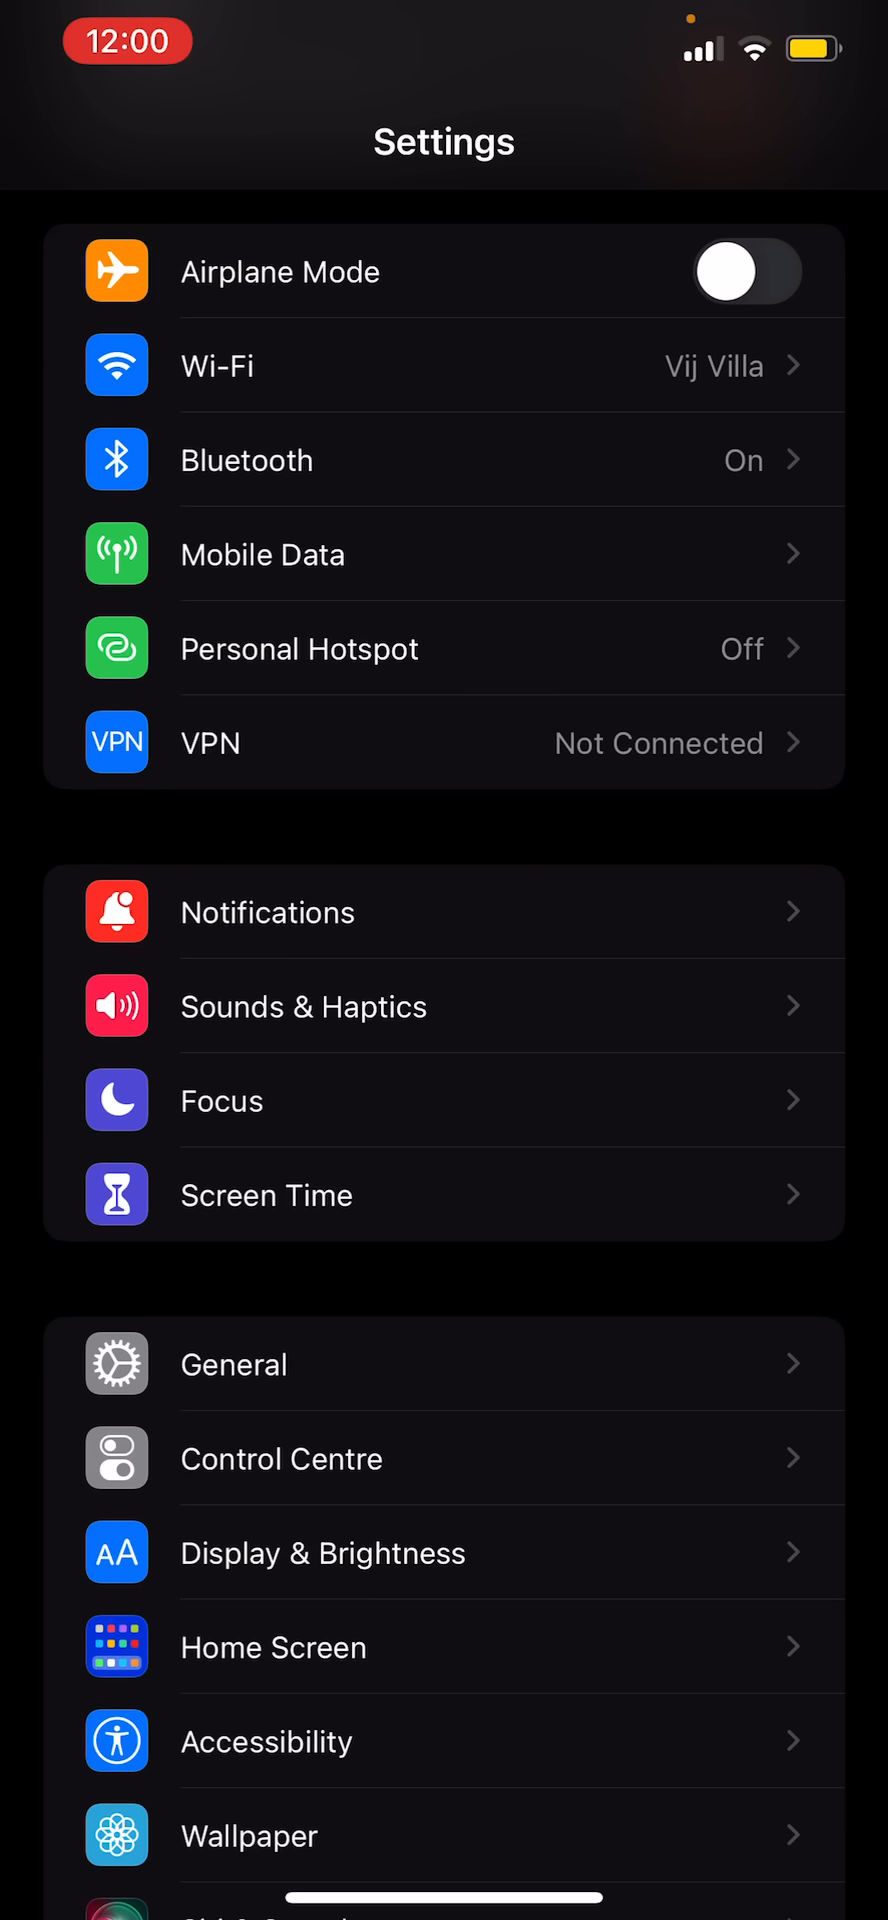 12:00
Settings
Airplane Mode
Wi-Fi Vij Villa
Bluetooth On
Mobile Data
Personal Hotspot Off
VPN VPN Not Connected
Notifications
Sounds & Haptics
Focus
Screen Time
General
Control Centre
AA Display & Brightness
Home Screen
Accessibility
Wallpaper